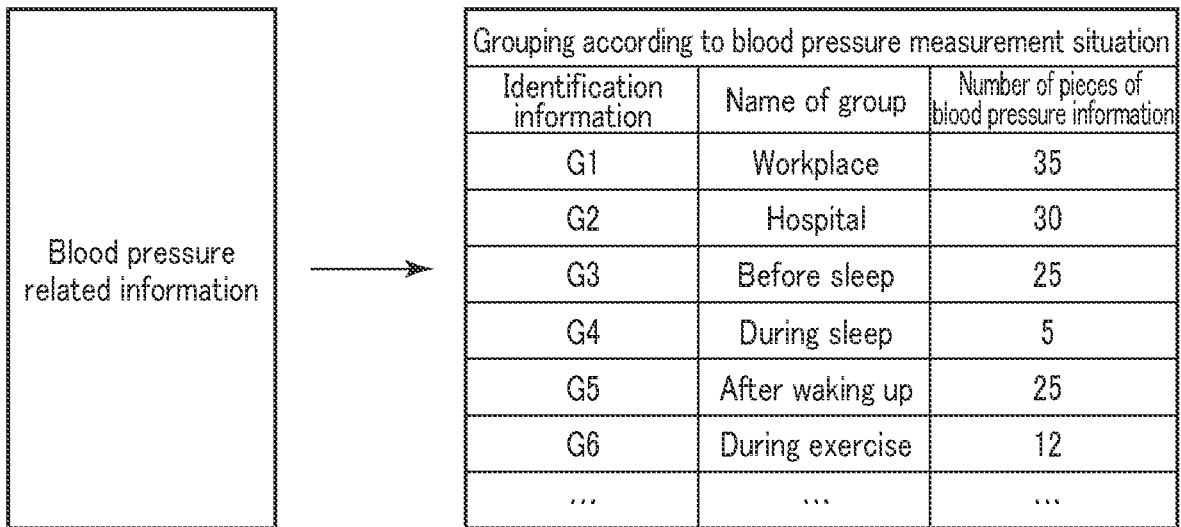 Blood pressure
related information
Grouping according to blood pressure measurement situation
Identification
information
Name of group
Number of pieces of
blood pressure information
G1 Workplace 35
G2 Hospital 30
G3 Before sleep 25
G4 During sleep 5
G5 After waking up 25
G6 During exercise 12
... ... ...